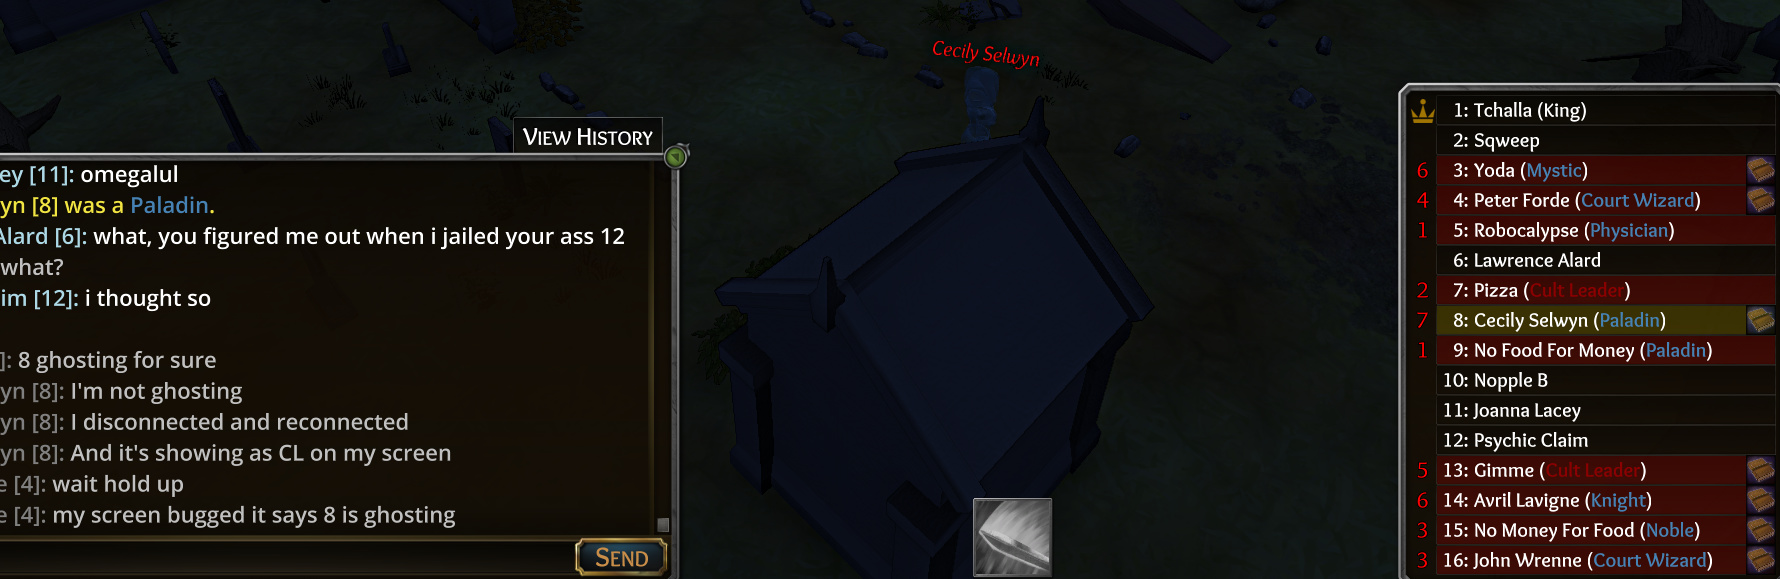 Cecily Selwyn
VIEW HISTORY
ey [11]: omegalul
yn [8] was a Paladin.
Alard [6]: what, you figured me out when i jailed your ass 12
what?
im [12]: i thought so
]: 8 ghosting for sure
yn [8]: I'm not ghosting
yn [8]: I disconnected and reconnected
yn [8]: And it's showing as CL on my screen
e [4]: wait hold up
e [4]: my screen bugged it says 8 is ghosting
SEND
1: Tchalla (King)
2: Sqweep
6 3: Yoda (Mystic)
4 4: Peter Forde (Court Wizard)
1 5: Robocalypse (Physician)
6: Lawrence Alard
2 7: Pizza (Cult Leader)
7 8: Cecily Selwyn (Paladin)
1 9: No Food For Money (Paladin)
10: Nopple B
11: Joanna Lacey
12: Psychic Claim
5 13: Gimme (Cult Leader)
6 14: Avril Lavigne (Knight)
3 15: No Money For Food (Noble)
3 16: John Wrenne (Court Wizard)